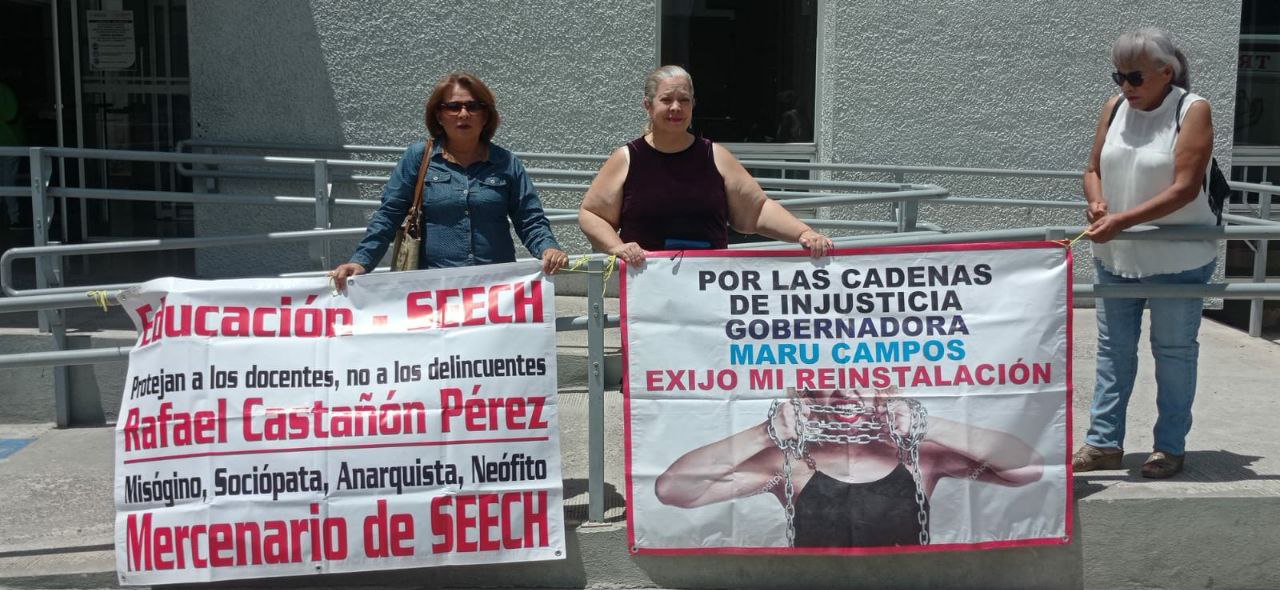 Educación - SEECH
Protejan a los docentes, no a los delincuentes
Rafael Castañón Pérez
Misógino, Sociópata, Anarquista, Neófito
Mercenario de SEECH
POR LAS CADENAS
DE INJUSTICIA
GOBERNADORA
MARU CAMPOS
EXIJO MI REINSTALACIÓN